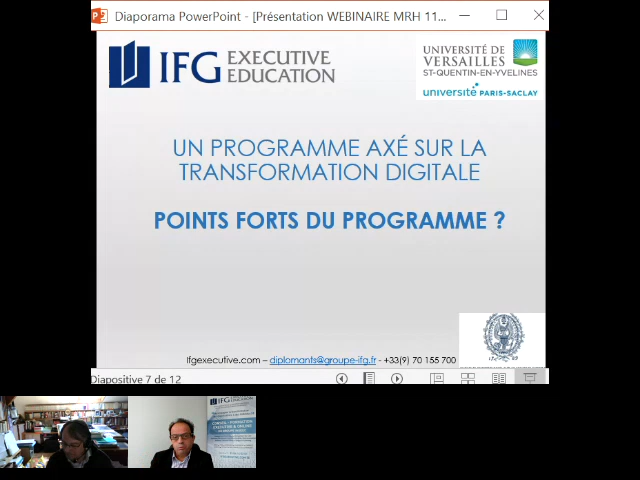 Diaporama PowerPoint - [Présentation WEBINAIRE MRH 11...
IFG EXECUTIVE EDUCATION
UNIVERSITÉ DE
VERSAILLES
ST-QUENTIN-EN-YVELINES
université PARIS-SACLAY
UN PROGRAMME AXÉ SUR LA
TRANSFORMATION DIGITALE
POINTS FORTS DU PROGRAMME ?
Ifgexecutive.com – diplomants@groupe-ifg.fr - +33(9) 70 155 700
Diapositive 7 de 12
IFG EXECUTIVE